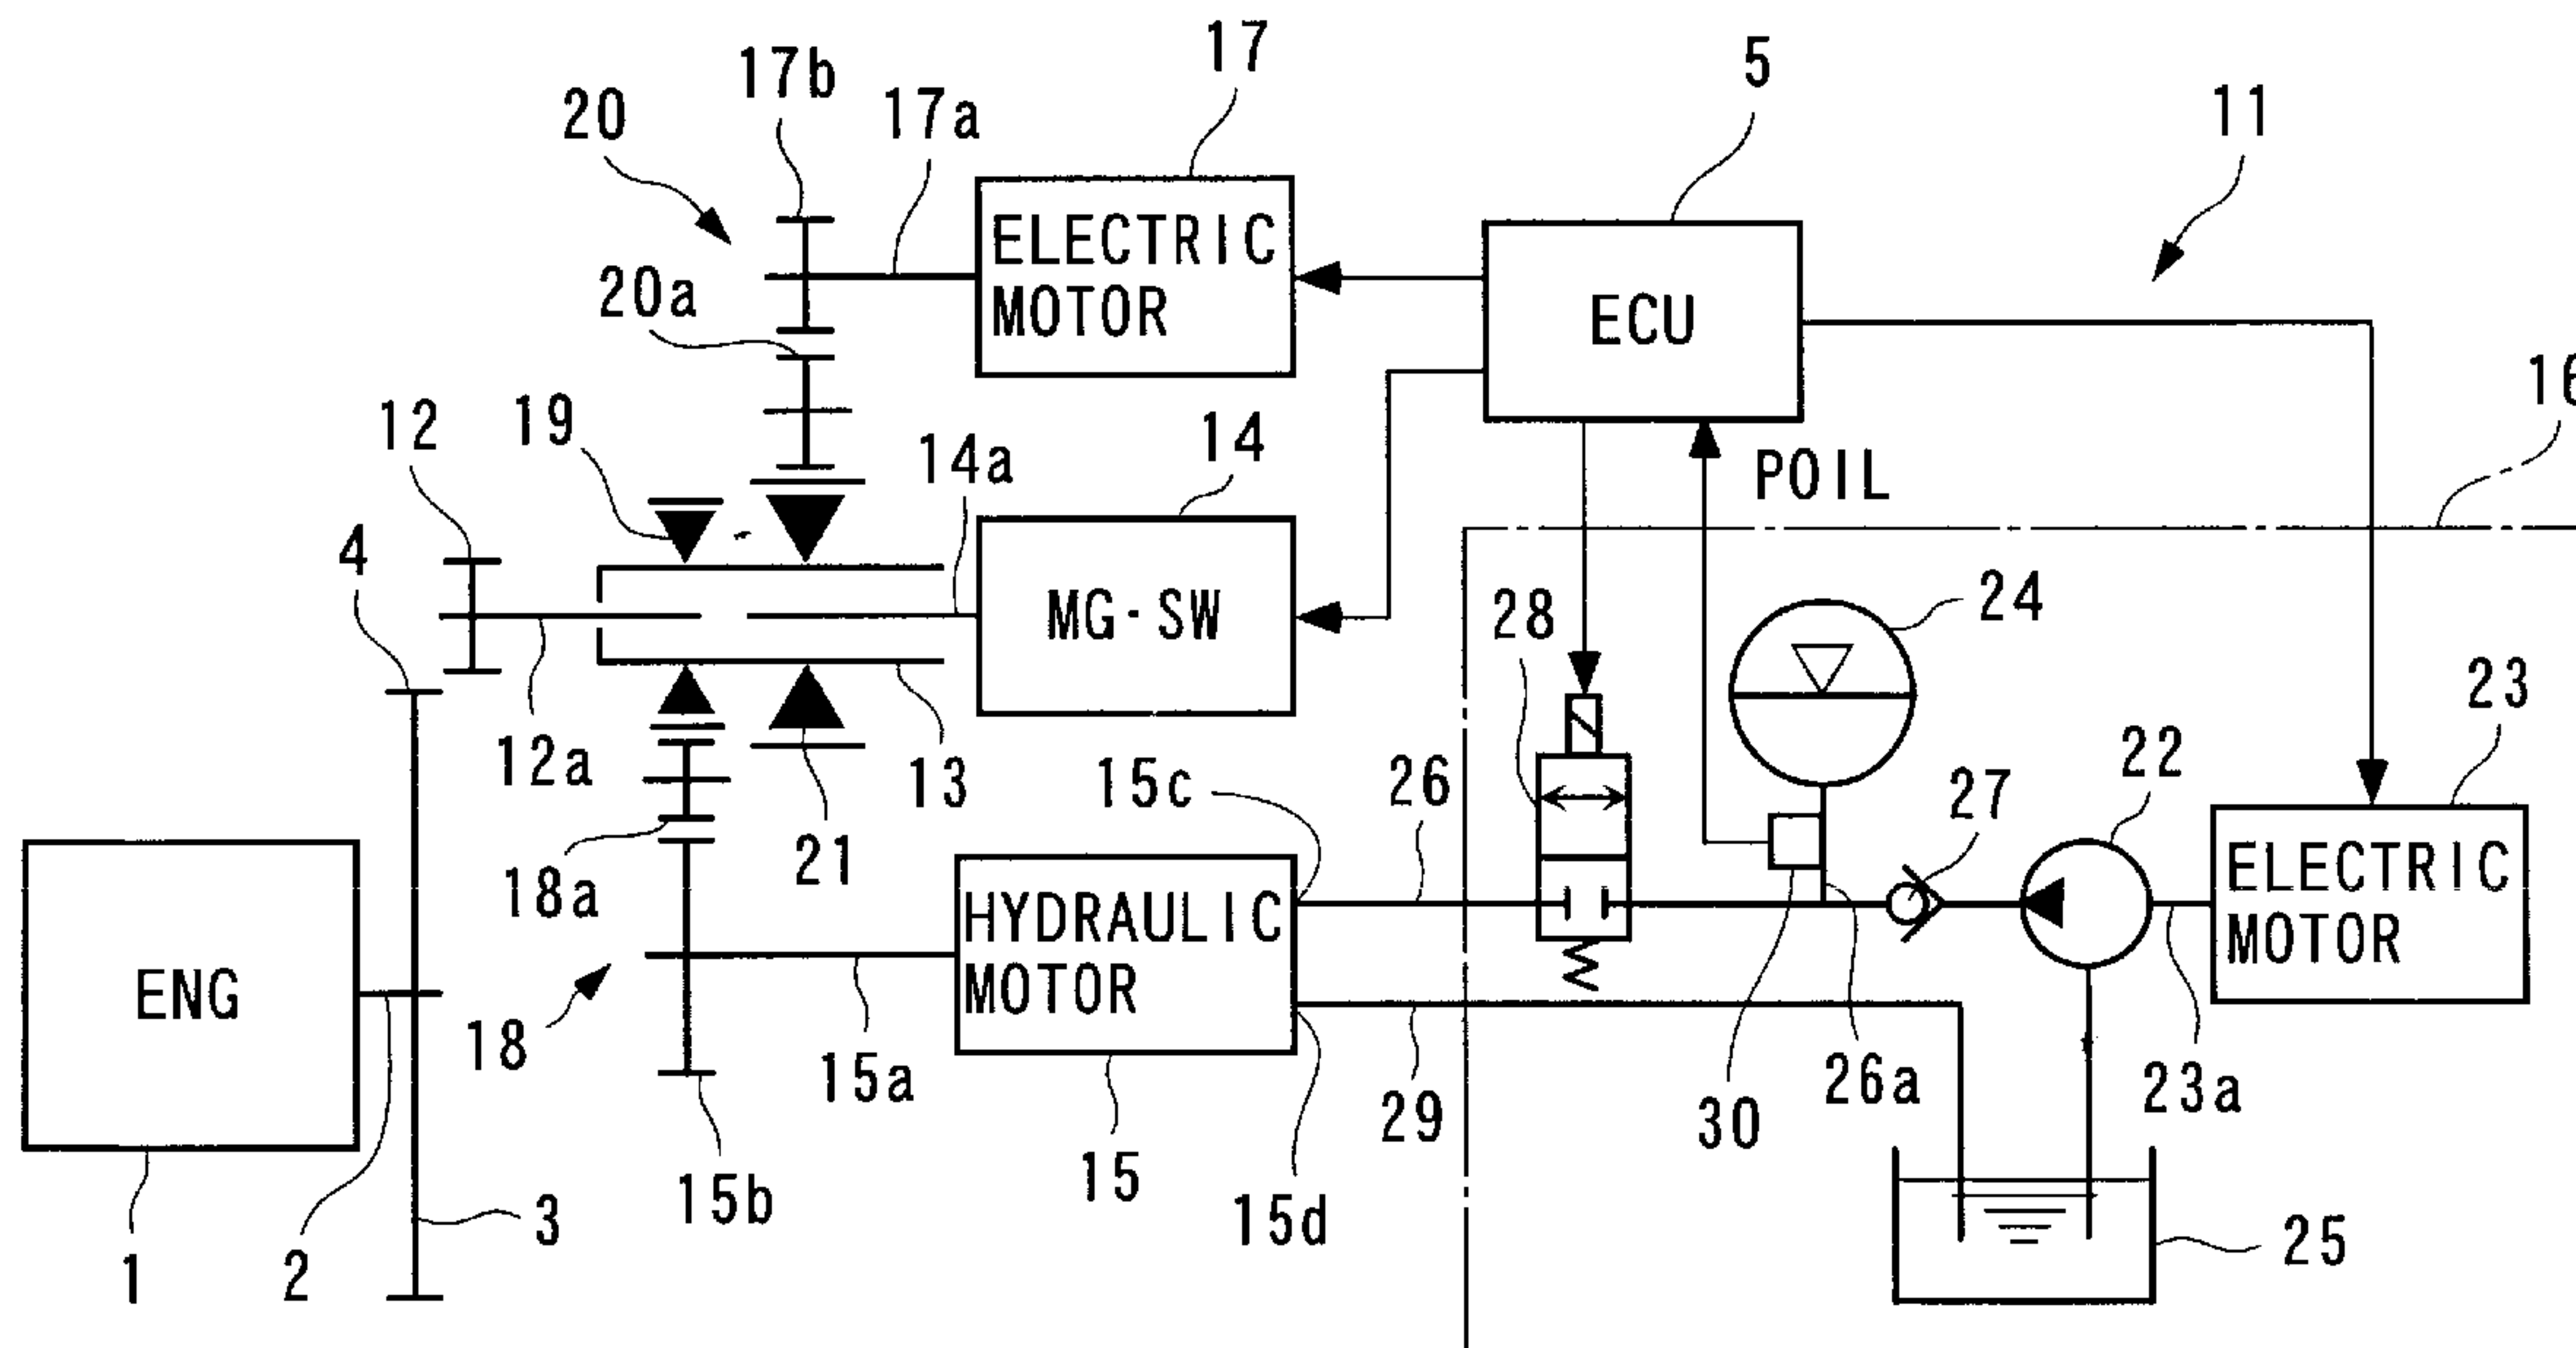 17
5
17b
20
17a
11
ELECTRIC
MOTOR
20a
ECU
16
12
19
14a
14
POIL
4
MG-SW
28
24
23
12a
13
15c
26
27
22
18a
21
ELECTRIC
MOTOR
HYDRAULIC
MOTOR
ENG
18
15a
29
30
26a
23a
15b
15
15d
3
25
1
2